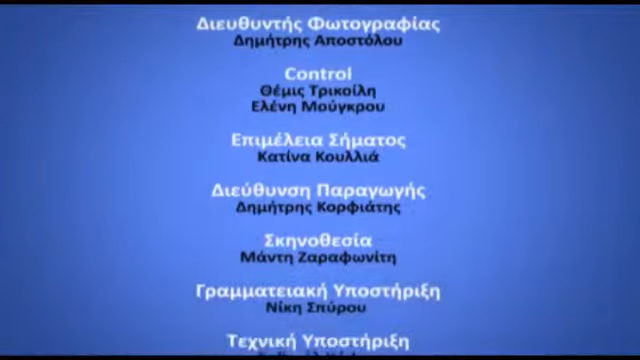 Διευθυντής Φωτογραφίας
Δημήτρης Αποστόλου
Control
Θέμις Τρικοίλη
Ελένη Μούγκρου
Επιμέλεια Σήματος
Κατίνα Κουλλιά
Διεύθυνση Παραγωγής
Δημήτρης Κορφιάτης
Σκηνοθεσία
Μάντη Ζαραφωνίτη
Γραμματειακή Υποστήριξη
Νίκη Σπύρου
Τεχνική Υποστήριξη